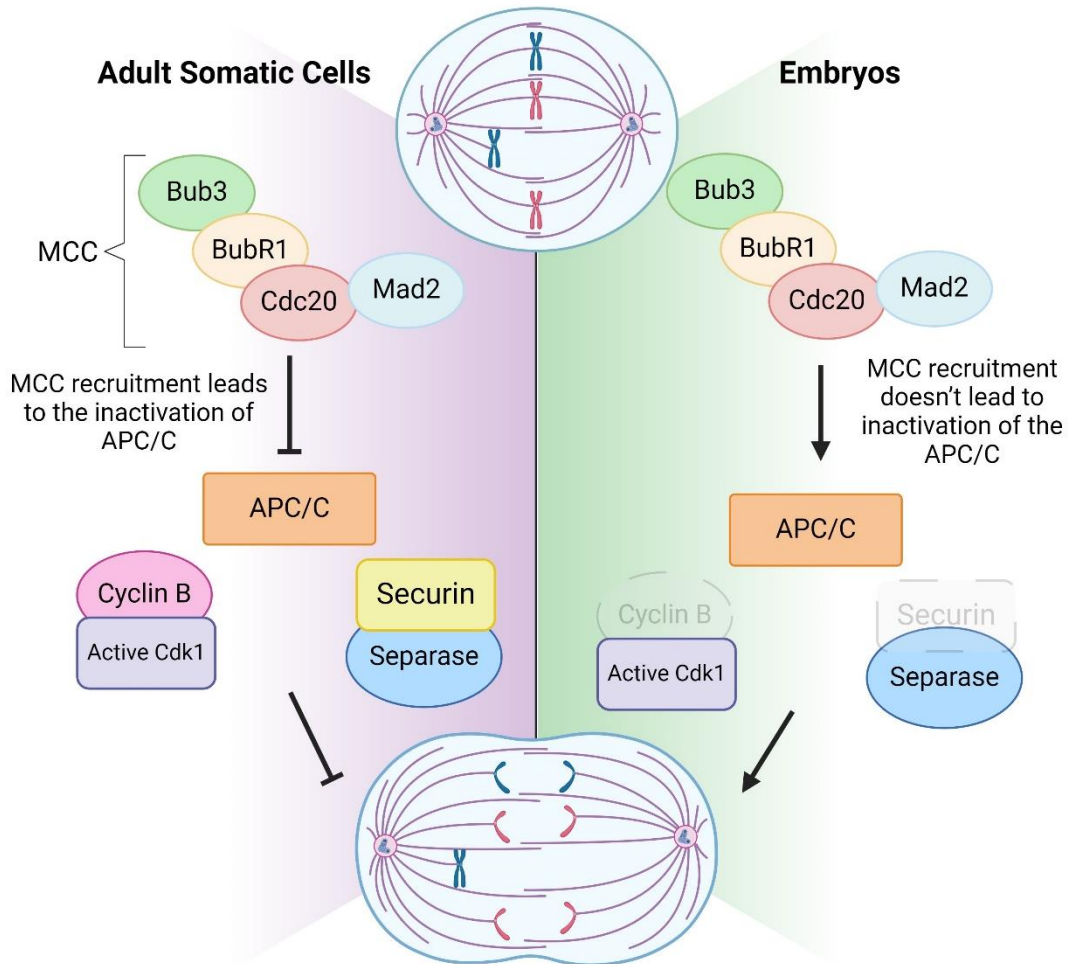 Adult Somatic Cells
Bub3
BubR1
MCC
Cdc20
Mad2
MCC recruitment leads
to the inactivation of
APC/C
APC/C
Cyclin B
Active Cdk1
Securin
Separase
Embryos
Bub3
BubR1
Cdc20
Mad2
MCC recruitment
doesn't lead to
inactivation of the
APC/C
APC/C
Cyclin B
Active Cdk1
Securin
Separase